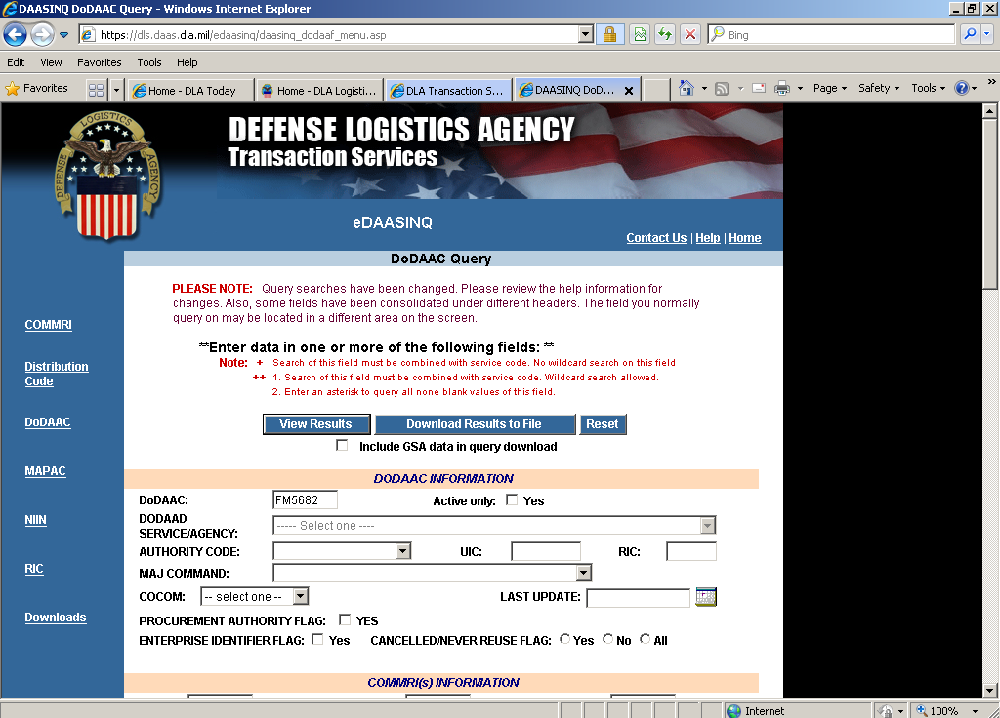 DAASINQ DoDAAC Query - Windows Internet Explorer
https://dls.daas.dla.mil/edaasinq/daasinq_dodaaf_menu.asp
Bing
Edit View Favorites Tools Help
Favorites
Home - DLA Today
Home - DLA Logisti...
DLA Transaction S...
DAASINQ DoD...
Page Safety Tools
DEFENSE LOGISTICS AGENCY
DEFENSE LOGISTICS AGENCY
Transaction Services
eDAASINQ
Contact Us | Help | Home
DoDAAC Query
PLEASE NOTE: Query searches have been changed. Please review the help information for
changes. Also, some fields have been consolidated under different headers. The field you normally
query on may be located in a different area on the screen.
COMMRI
Distribution
Code
DoDAAC
MAPAC
NIIN
RIC
Downloads
**Enter data in one or more of the following fields: **
Note: + Search of this field must be combined with service code. No wildcard search on this field
++ 1. Search of this field must be combined with service code. Wildcard search allowed.
2. Enter an asterisk to query all none blank values of this field.
View Results Download Results to File Reset
Include GSA data in query download
DODAAC INFORMATION
DoDAAC: FM5682 Active only: Yes
DODAAD
SERVICE/AGENCY: ----- Select one ----
AUTHORITY CODE: UIC: RIC:
MAJ COMMAND:
COCOM: -- select one -- LAST UPDATE:
PROCUREMENT AUTHORITY FLAG: YES
ENTERPRISE IDENTIFIER FLAG: Yes CANCELLED/NEVER REUSE FLAG: Yes No All
COMMRI(s) INFORMATION
Internet
100%